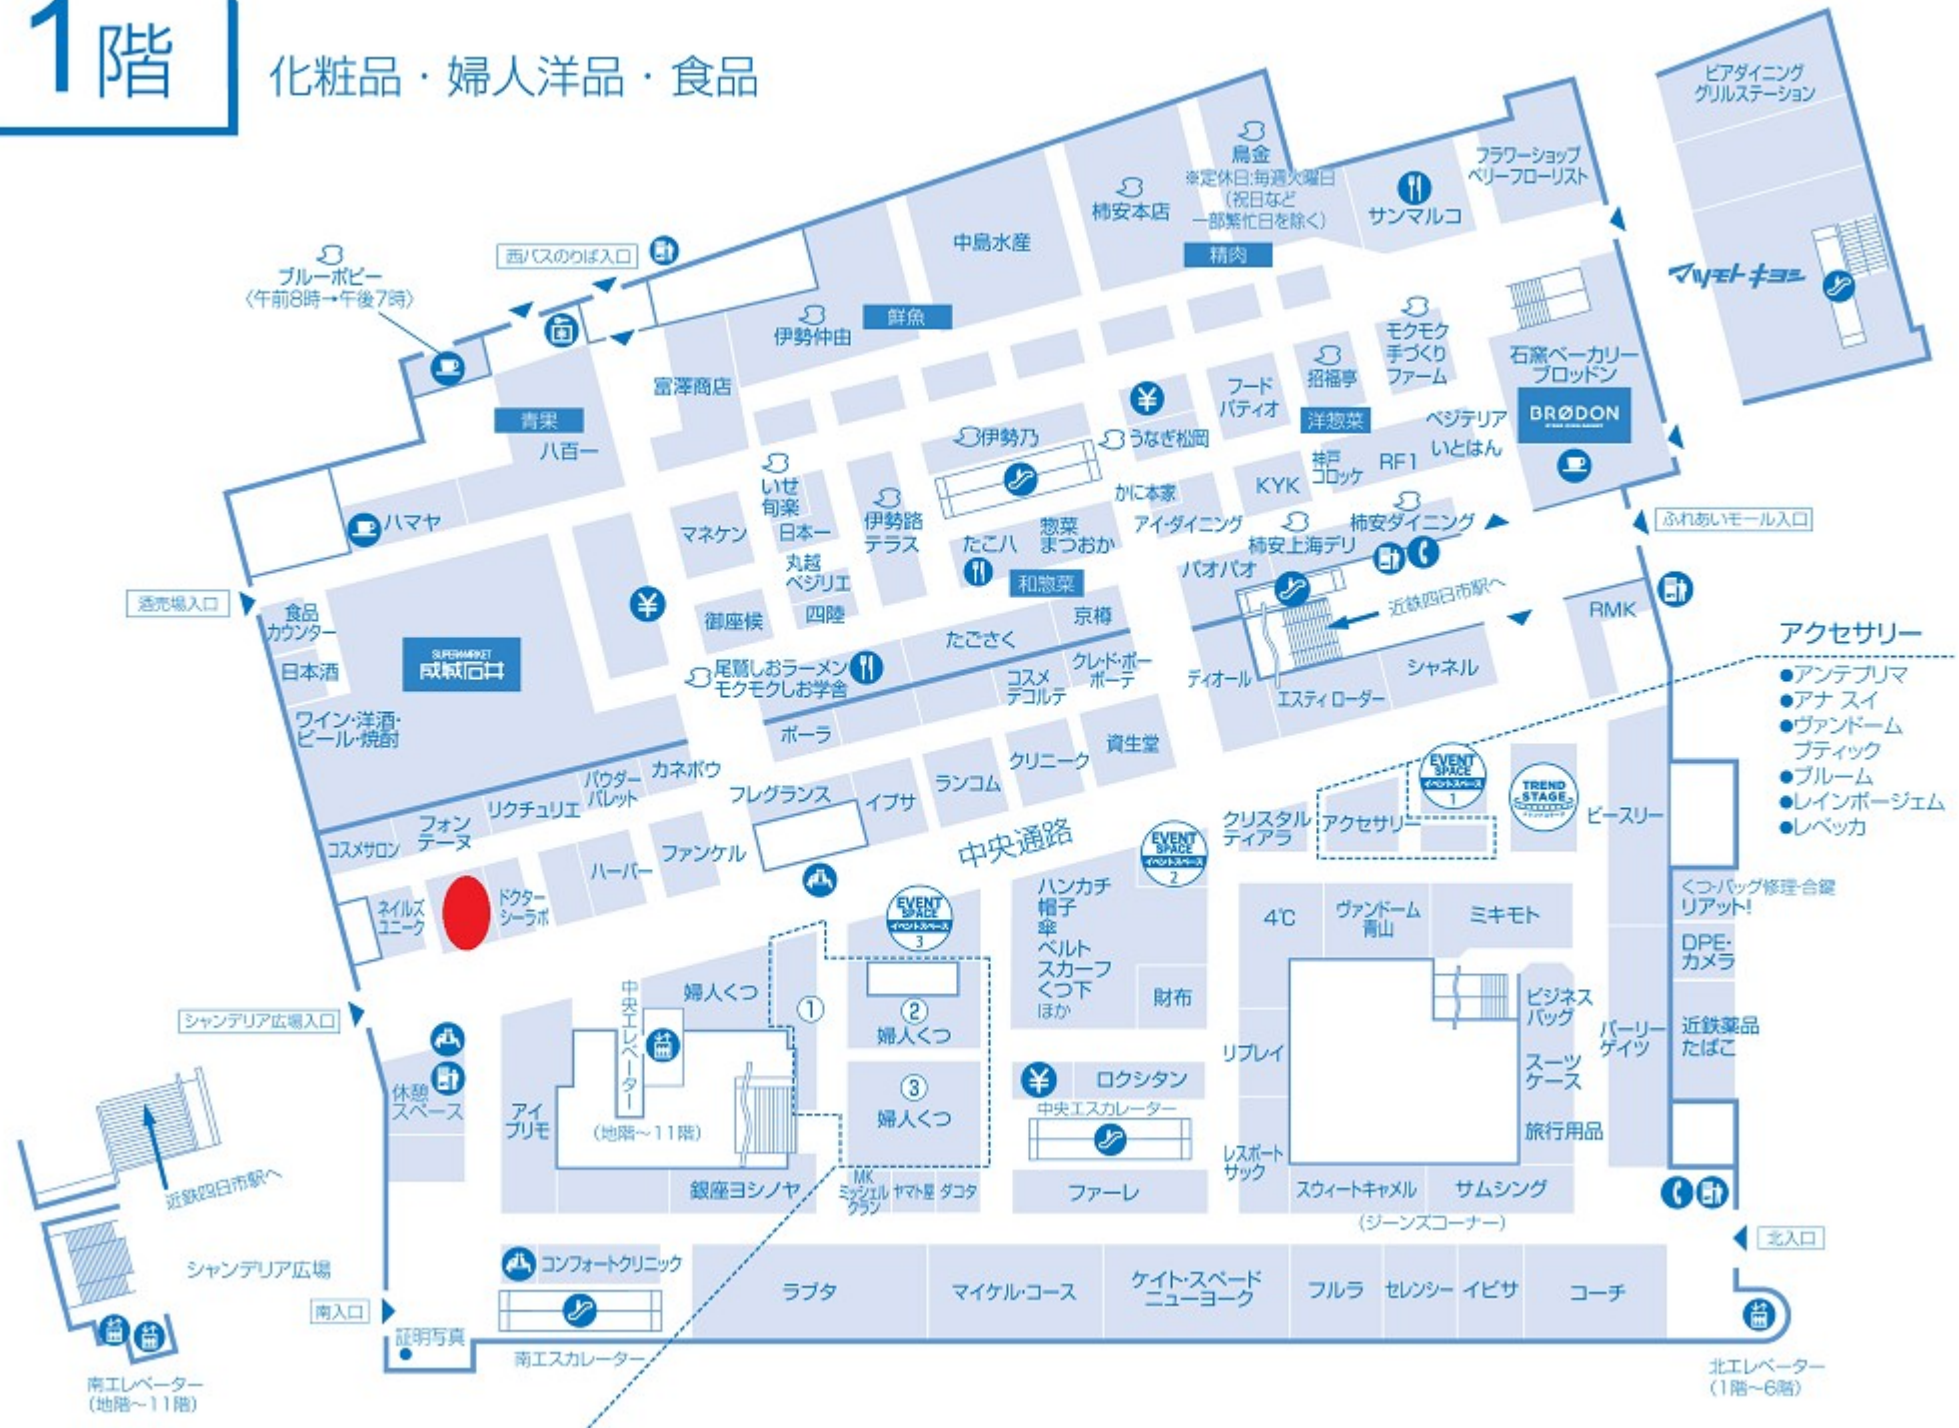 1階
化粧品・婦人洋品・食品
ビアダイニング
グリルステーション
鳥金
※定休日:毎週火曜日
(祝日など
一部繁忙日を除く)
フラワーショップ
ベリーフローリスト
柿安本店
サンマルコ
中島水産
精肉
西バスのりば入口
ブルーポピー
〈午前8時→午後7時〉
マツモトキヨシ
鮮魚
伊勢仲由
モクモク
手づくり
ファーム
石窯ベーカリー
ブロッドン
BRØDON
富澤商店
招福亭
フード
パティオ
洋惣菜
ベジテリア
いとはん
青果
八百一
伊勢乃
うなぎ松岡
神戸
コロッケ
RF1
KYK
かに本家
いせ
旬楽
日本一
伊勢路
テラス
マネケン
ハマヤ
たこ八
惣菜
まつおか
アイ・ダイニング
柿安ダイニング
柿安上海デリ
パオパオ
ふれあいモール入口
丸越
ベジリエ
和惣菜
近鉄四日市駅へ
酒売場入口
食品
カウンター
御座候
四陸
京樽
たごさく
RMK
アクセサリー
●アンテプリマ
●アナ スイ
●ヴァンドーム
ブティック
●ブルーム
●レインボージェム
●レベッカ
SUPERMARKET
成城石井
日本酒
尾鷲しおラーメン
モクモクしお学舎
コスメ
デコルテ
クレ・ド・ポー
ボーテ
ディオール
エスティ ローダー
シャネル
ワイン・洋酒・
ビール・焼酎
ポーラ
資生堂
クリニーク
ランコム
イプサ
フレグランス
カネボウ
パウダー
パレット
リクチュリエ
フォン
テーヌ
コスメサロン
EVENT
SPACE
イベントスペース
1
TREND
STAGE
ビースリー
クリスタル
ティアラ
アクセサリー
中央通路
EVENT
SPACE
イベントスペース
2
ファンケル
ハーバー
ドクター
シーラボ
ネイルズ
ユニーク
EVENT
SPACE
イベントスペース
3
ハンカチ
帽子
傘
ベルト
スカーフ
くつ下
ほか
財布
4℃
ヴァンドーム
青山
ミキモト
くつ・バッグ修理・合鍵
リアット!
DPE・
カメラ
近鉄薬品
たばこ
シャンデリア広場入口
中央エレベーター
婦人くつ
①
②
婦人くつ
③
婦人くつ
ビジネス
バッグ
スーツ
ケース
旅行用品
パーリー
ゲイツ
リプレイ
ロクシタン
中央エスカレーター
休憩
スペース
アイ
プリモ
(地階〜11階)
レスポート
サック
銀座ヨシノヤ
MK
ミッシェル
クラン
ヤマト屋
ダコタ
ファーレ
スウィートキャメル
サムシング
(ジーンズコーナー)
近鉄四日市駅へ
シャンデリア広場
北入口
コンフォートクリニック
ラブタ
マイケル・コース
ケイト・スペード
ニューヨーク
フルラ
セレンシー
イビサ
コーチ
南入口
証明写真
南エスカレーター
南エレベーター
(地階〜11階)
北エレベーター
(1階〜6階)